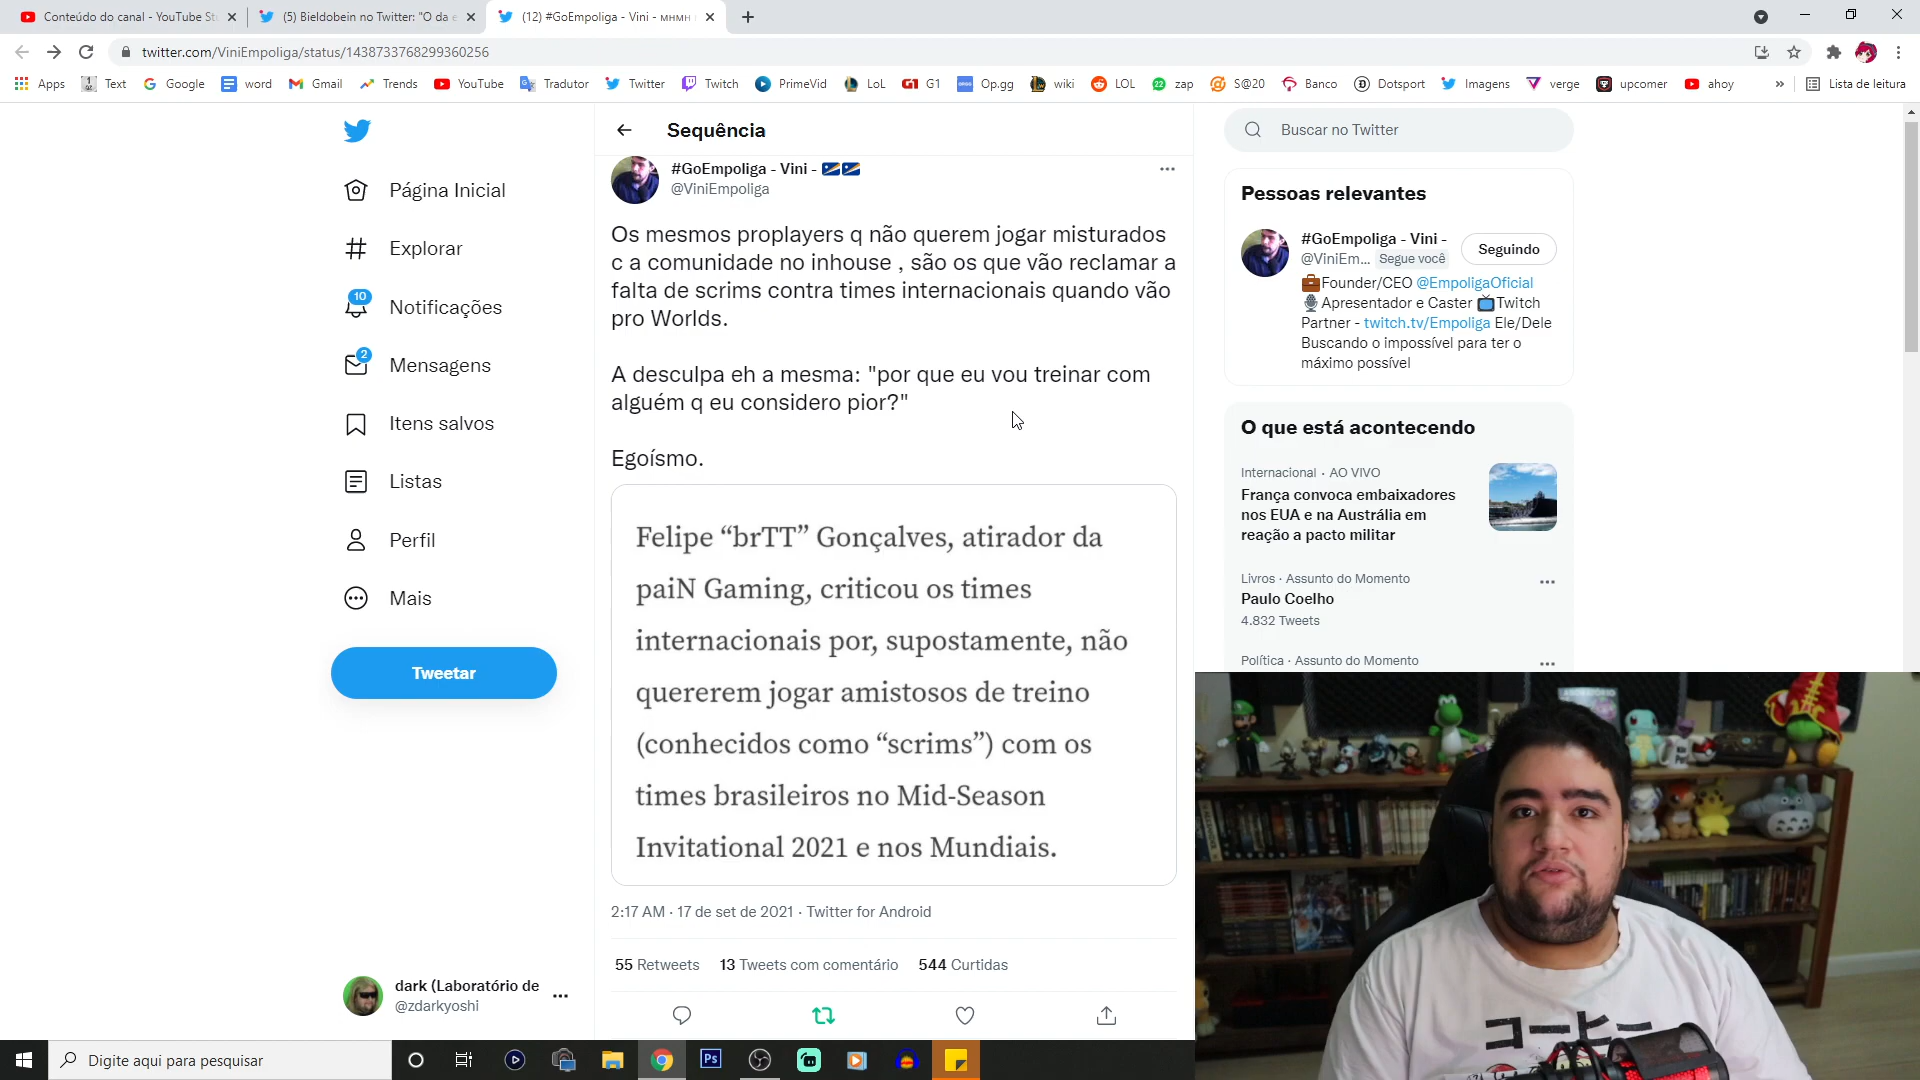 Conteúdo do canal - YouTube St
(5) Bieldobein no Twitter: "O da e
(12) #GoEmpoliga - Vini -
twitter.com/ViniEmpoliga/status/1438733768299360256
Apps
Text
Google
word
Gmail
Trends
YouTube
Tradutor
Twitter
Twitch
PrimeVid
LoL
G1
Op.gg
wiki
LOL
zap
S@20
Banco
Dotsport
Imagens
verge
upcomer
ahoy
»
Lista de leitura
Página Inicial
Explorar
10
Notificações
2
Mensagens
Itens salvos
Listas
Perfil
Mais
Tweetar
dark (Laboratório de
@zdarkyoshi
Sequência
#GoEmpoliga - Vini -
@ViniEmpoliga
Os mesmos proplayers q não querem jogar misturados
c a comunidade no inhouse , são os que vão reclamar a
falta de scrims contra times internacionais quando vão
pro Worlds.
A desculpa eh a mesma: "por que eu vou treinar com
alguém q eu considero pior?"
Egoísmo.
Felipe “brTT” Gonçalves, atirador da
paiN Gaming, criticou os times
internacionais por, supostamente, não
quererem jogar amistosos de treino
(conhecidos como “scrims”) com os
times brasileiros no Mid-Season
Invitational 2021 e nos Mundiais.
2:17 AM · 17 de set de 2021 · Twitter for Android
55 Retweets 13 Tweets com comentário 544 Curtidas
Buscar no Twitter
Pessoas relevantes
#GoEmpoliga - Vini -
@ViniEm... Segue você
Seguindo
Founder/CEO @EmpoligaOficial
Apresentador e Caster Twitch
Partner - twitch.tv/Empoliga Ele/Dele
Buscando o impossível para ter o
máximo possível
O que está acontecendo
Internacional · AO VIVO
França convoca embaixadores
nos EUA e na Austrália em
reação a pacto militar
Livros · Assunto do Momento
Paulo Coelho
4.832 Tweets
Política · Assunto do Momento
コーヒー
Digite aqui para pesquisar
Ps